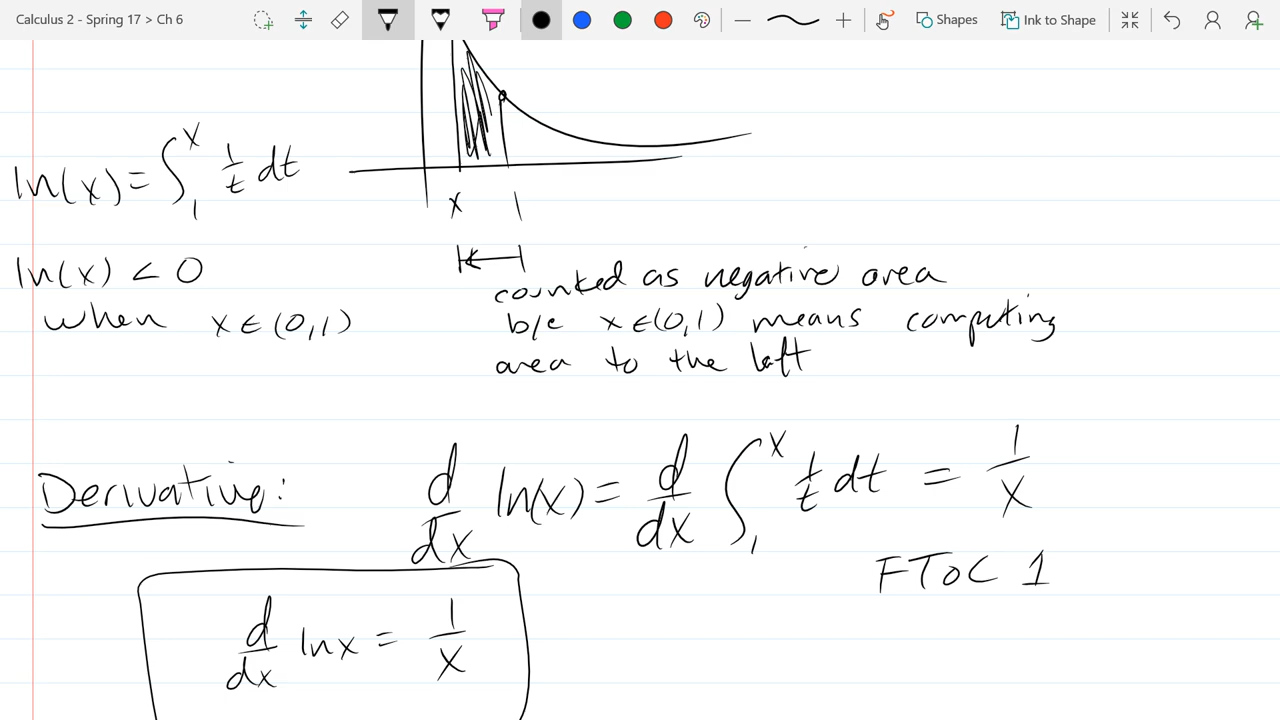 Calculus 2 - Spring 17 > Ch 6
Shapes
Ink to Shape
ln(x) = ∫₁ˣ 1/t dt
x 1
ln(x) < 0
when x ∈ (0,1)
counted as negative area
b/c x ∈ (0,1) means computing
area to the left
Derivative: d/dx ln(x) = d/dx ∫₁ˣ 1/t dt = 1/x
FToC 1
d/dx ln x = 1/x